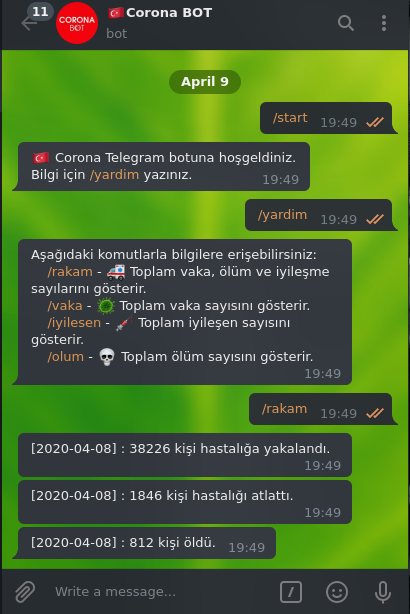 11
CORONA
BOT
🇹🇷Corona BOT
bot
April 9
/start 19:49
🇹🇷 Corona Telegram botuna hoşgeldiniz.
Bilgi için /yardim yazınız. 19:49
/yardim 19:49
Aşağıdaki komutlarla bilgilere erişebilirsiniz:
/rakam - 🚑 Toplam vaka, ölüm ve iyileşme
sayılarını gösterir.
/vaka - 🦠 Toplam vaka sayısını gösterir.
/iyilesen - 💉 Toplam iyileşen sayısını
gösterir.
/olum - 💀 Toplam ölüm sayısını gösterir.
19:49
/rakam 19:49
[2020-04-08] : 38226 kişi hastalığa yakalandı.
19:49
[2020-04-08] : 1846 kişi hastalığı atlattı.
19:49
[2020-04-08] : 812 kişi öldü. 19:49
Write a message...